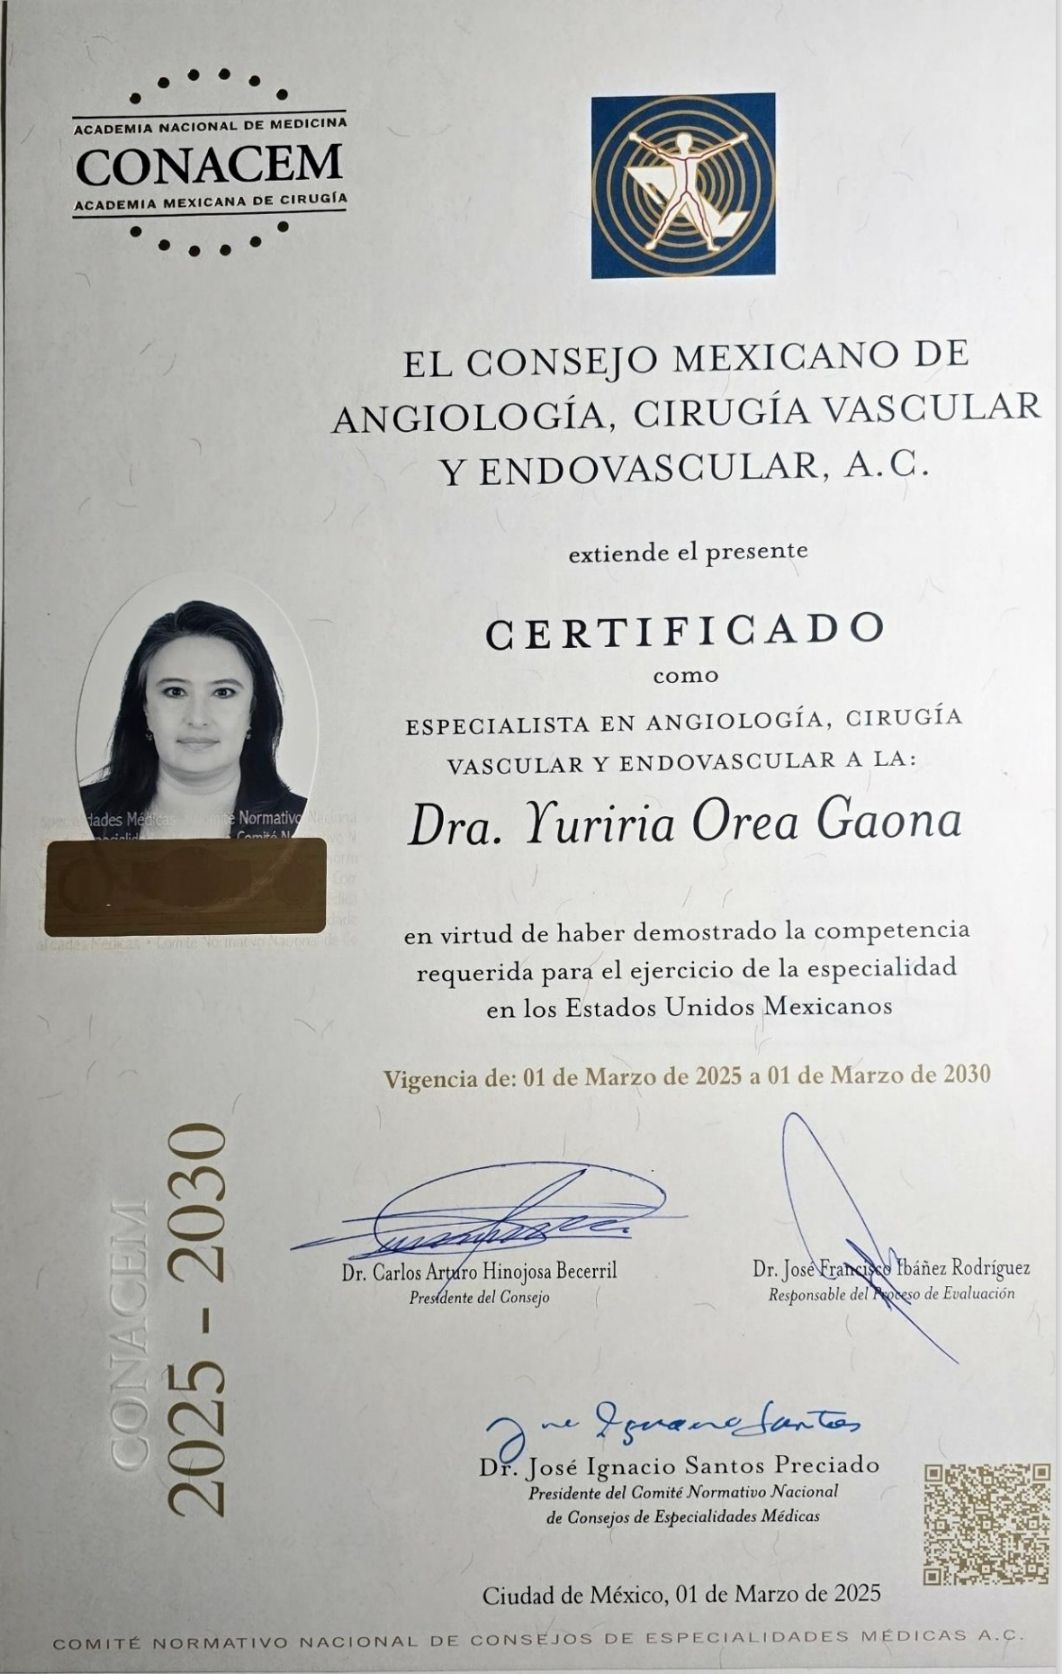 ACADEMIA NACIONAL DE MEDICINA
CONACEM
ACADEMIA MEXICANA DE CIRUGÍA
EL CONSEJO MEXICANO DE
ANGIOLOGÍA, CIRUGÍA VASCULAR
Y ENDOVASCULAR, A.C.
extiende el presente
CERTIFICADO
como
ESPECIALISTA EN ANGIOLOGÍA, CIRUGÍA
VASCULAR Y ENDOVASCULAR A LA:
Dra. Yuriria Orea Gaona
en virtud de haber demostrado la competencia
requerida para el ejercicio de la especialidad
en los Estados Unidos Mexicanos
Vigencia de: 01 de Marzo de 2025 a 01 de Marzo de 2030
CONACEM
2025 - 2030
Dr. Carlos Arturo Hinojosa Becerril
Presidente del Consejo
Dr. José Francisco Ibáñez Rodríguez
Responsable del Proceso de Evaluación
José Ignacio Santos
Dr. José Ignacio Santos Preciado
Presidente del Comité Normativo Nacional
de Consejos de Especialidades Médicas
Ciudad de México, 01 de Marzo de 2025
COMITÉ NORMATIVO NACIONAL DE CONSEJOS DE ESPECIALIDADES MÉDICAS A.C.